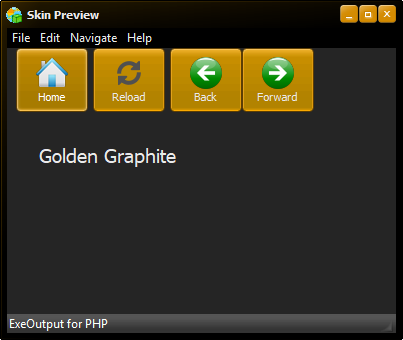 Skin Preview
File Edit Navigate Help
Home Reload Back Forward
Golden Graphite
ExeOutput for PHP